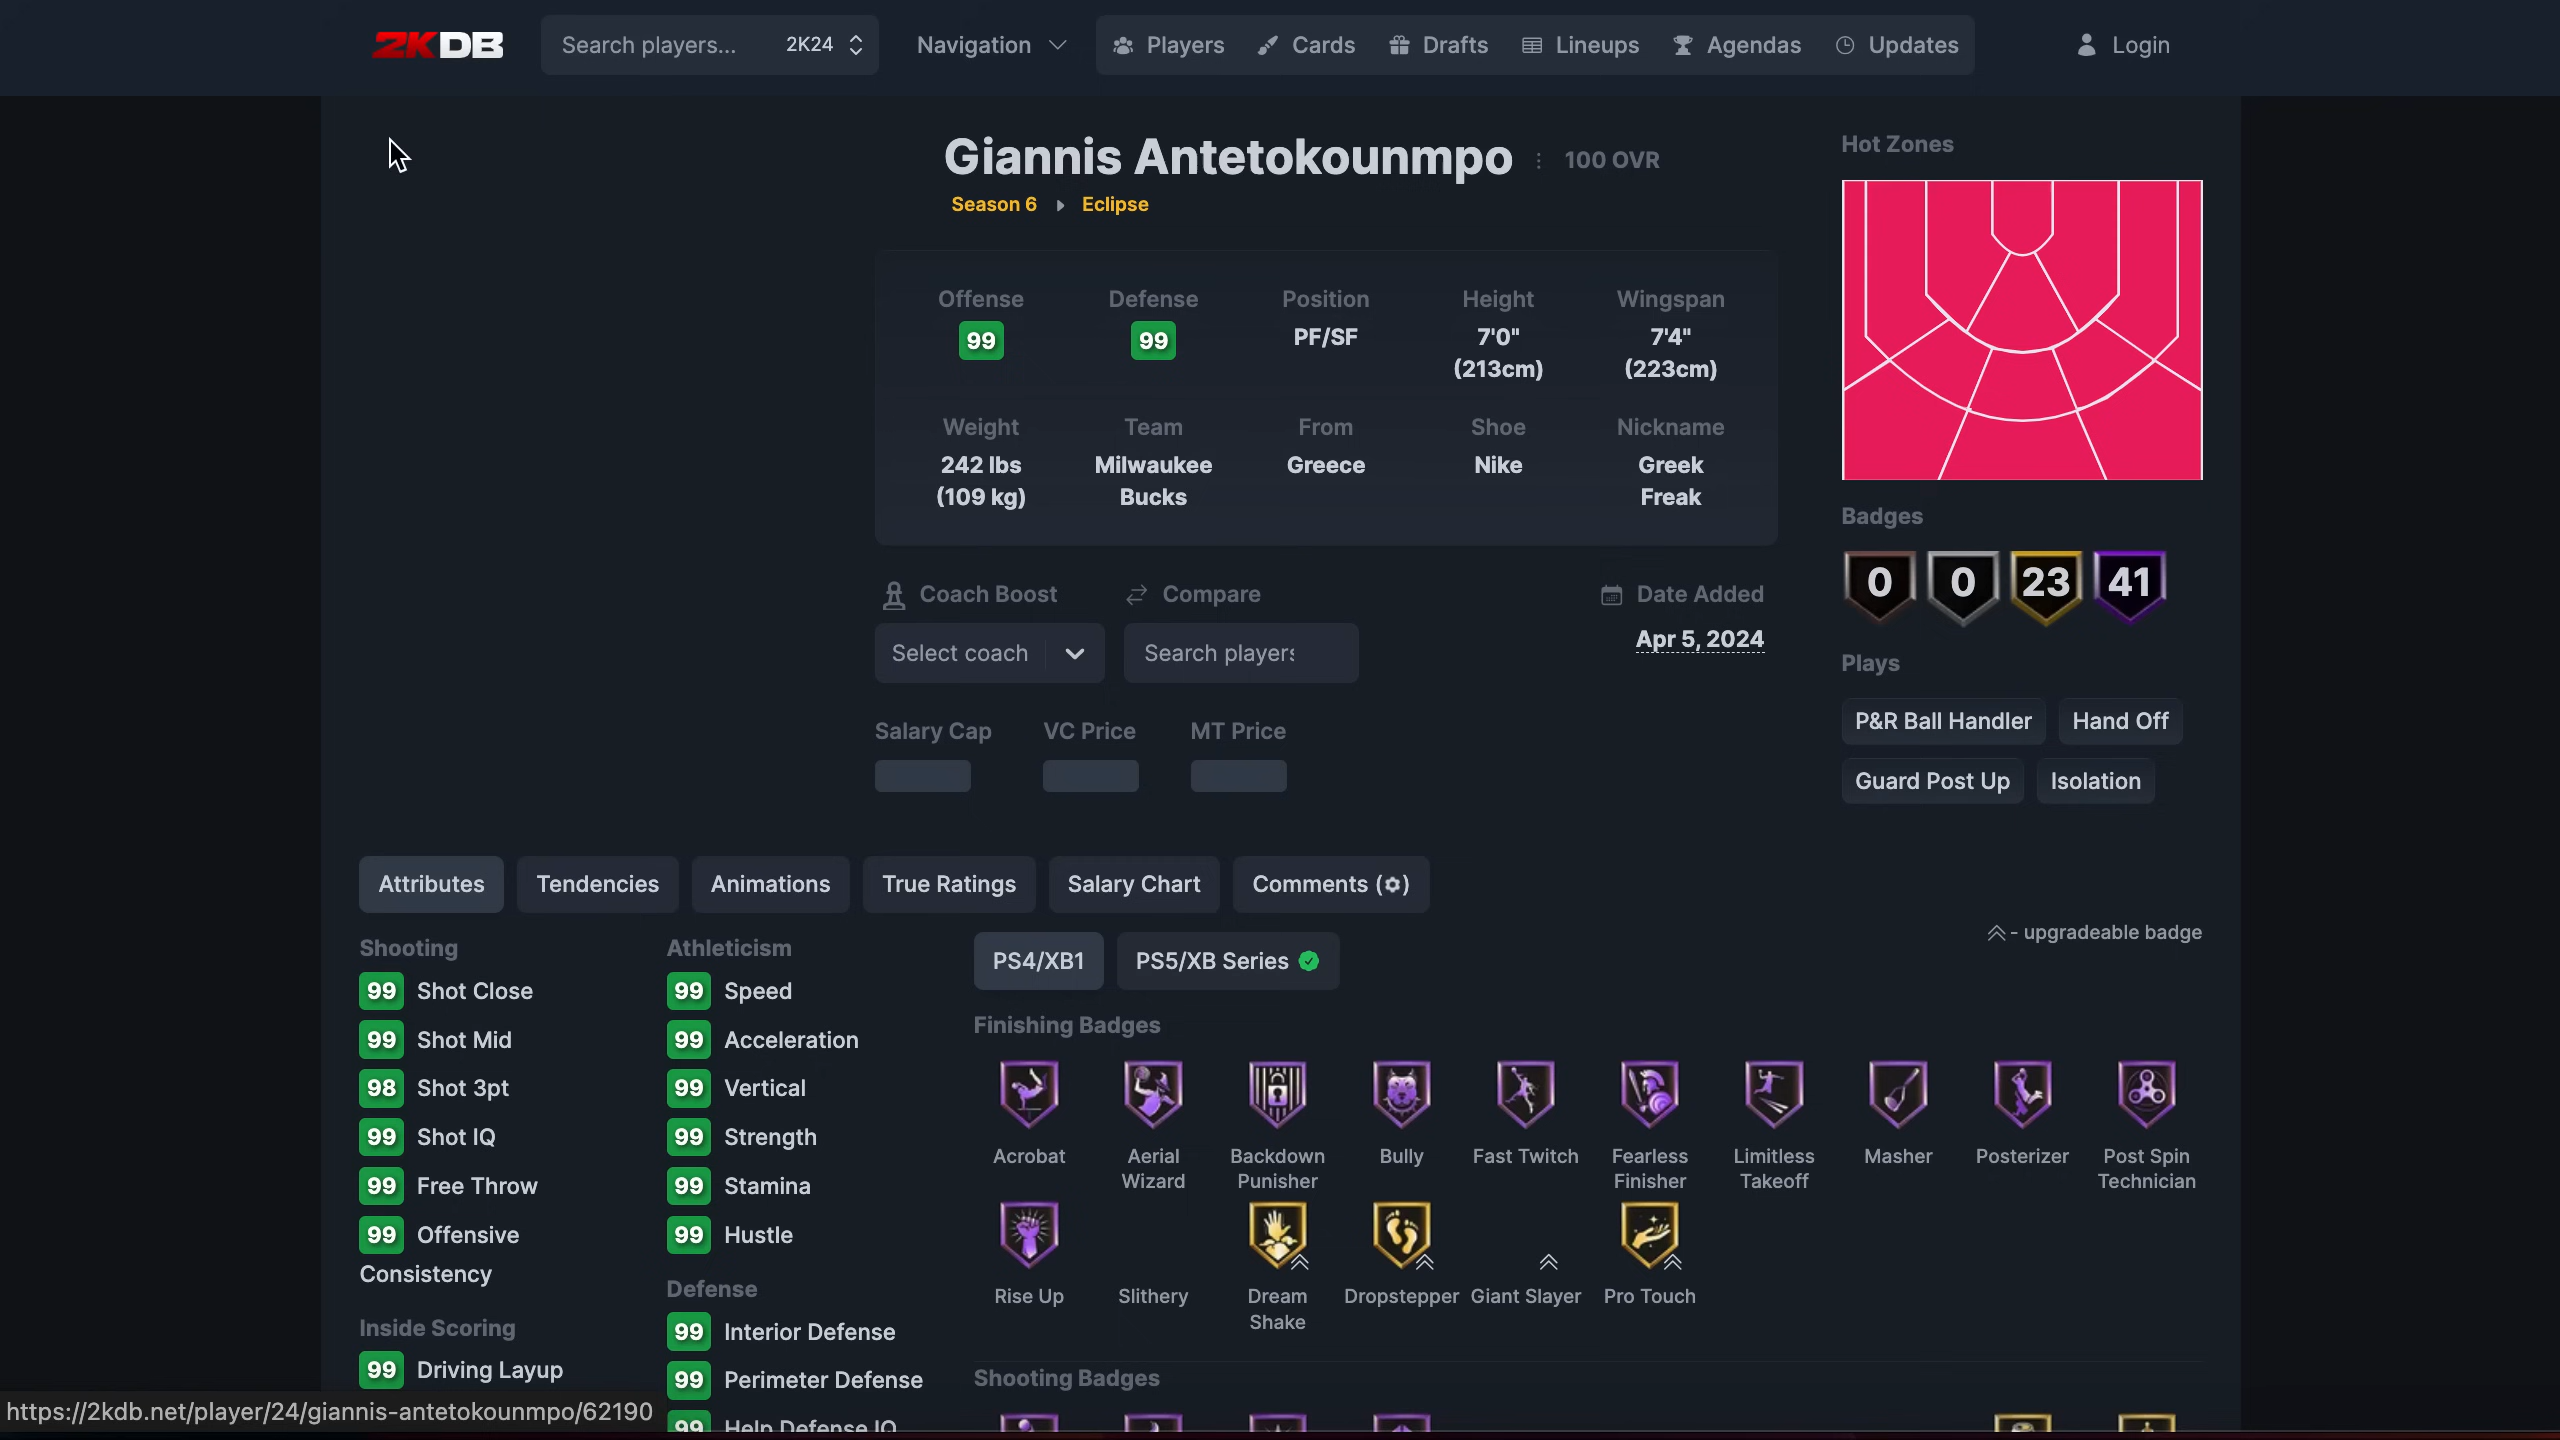 2KDB
Search players...
2K24
Navigation
Players
Cards
Drafts
Lineups
Agendas
Updates
Login
Giannis Antetokounmpo
100 OVR
Season 6
Eclipse
Offense
99
Defense
99
Position
PF/SF
Height
7'0"
(213cm)
Wingspan
7'4"
(223cm)
Weight
242 lbs
(109 kg)
Team
Milwaukee
Bucks
From
Greece
Shoe
Nike
Nickname
Greek
Freak
Coach Boost
Select coach
Compare
Search players
Date Added
Apr 5, 2024
Salary Cap
VC Price
MT Price
Hot Zones
Badges
0
0
23
41
Plays
P&R Ball Handler
Hand Off
Guard Post Up
Isolation
Attributes
Tendencies
Animations
True Ratings
Salary Chart
Comments ( )
- upgradeable badge
Shooting
99 Shot Close
99 Shot Mid
98 Shot 3pt
99 Shot IQ
99 Free Throw
99 Offensive
Consistency
Inside Scoring
99 Driving Layup
Athleticism
99 Speed
99 Acceleration
99 Vertical
99 Strength
99 Stamina
99 Hustle
Defense
99 Interior Defense
99 Perimeter Defense
99 Help Defense IQ
PS4/XB1
PS5/XB Series
Finishing Badges
Acrobat
Aerial
Wizard
Backdown
Punisher
Bully
Fast Twitch
Fearless
Finisher
Limitless
Takeoff
Masher
Posterizer
Post Spin
Technician
Rise Up
Slithery
Dream
Shake
Dropstepper
Giant Slayer
Pro Touch
Shooting Badges
https://2kdb.net/player/24/giannis-antetokounmpo/62190